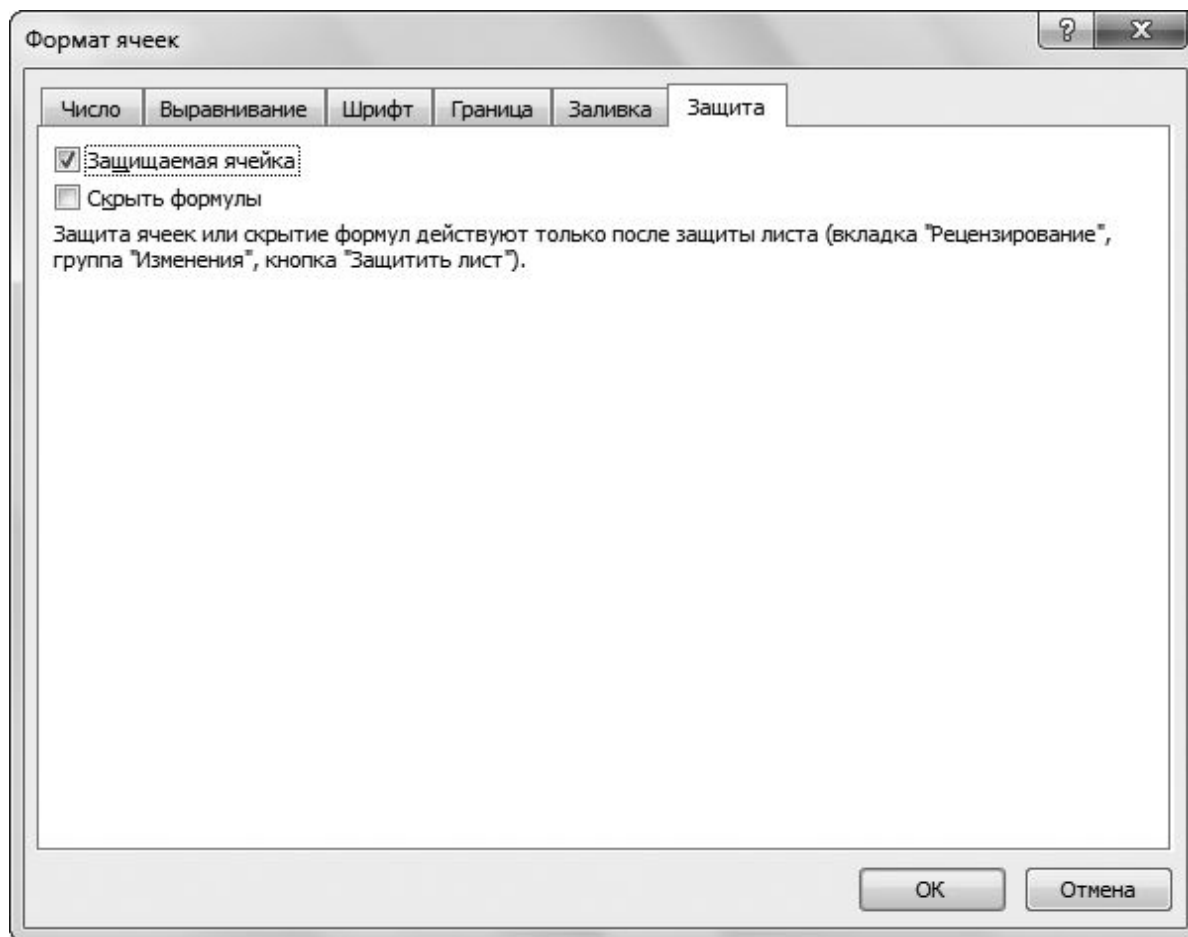 Формат ячеек
Число Выравнивание Шрифт Граница Заливка Защита
Защищаемая ячейка
Скрыть формулы
Защита ячеек или скрытие формул действуют только после защиты листа (вкладка "Рецензирование",
группа "Изменения", кнопка "Защитить лист").
ОК Отмена